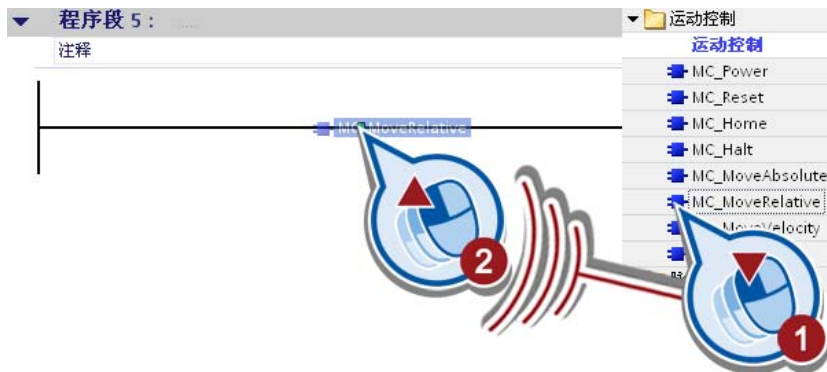 程序段 5：
注释
MC_MoveRelative
2
运动控制
运动控制
MC_Power
MC_Reset
MC_Home
MC_Halt
MC_MoveAbsolute
MC_MoveRelative
MoveVelocity
1